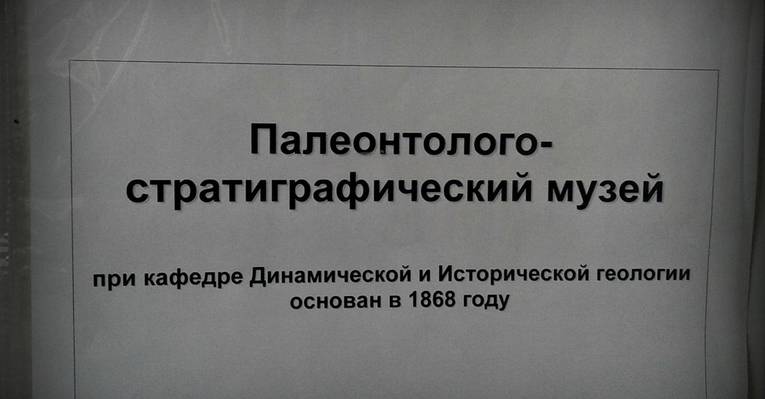 Палеонтолого-
стратиграфический музей
при кафедре Динамической и Исторической геологии
основан в 1868 году